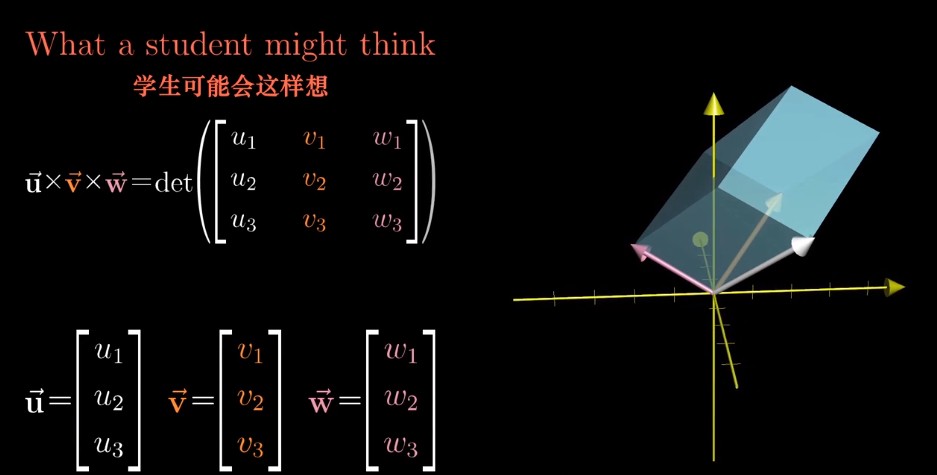 What a student might think
学生可能会这样想
$\vec{\mathbf{u}} \times \vec{\mathbf{v}} \times \vec{\mathbf{w}} = \det \left( \begin{bmatrix} u_1 & v_1 & w_1 \\ u_2 & v_2 & w_2 \\ u_3 & v_3 & w_3 \end{bmatrix} \right)$
$\vec{\mathbf{u}} = \begin{bmatrix} u_1 \\ u_2 \\ u_3 \end{bmatrix} \quad \vec{\mathbf{v}} = \begin{bmatrix} v_1 \\ v_2 \\ v_3 \end{bmatrix} \quad \vec{\mathbf{w}} = \begin{bmatrix} w_1 \\ w_2 \\ w_3 \end{bmatrix}$